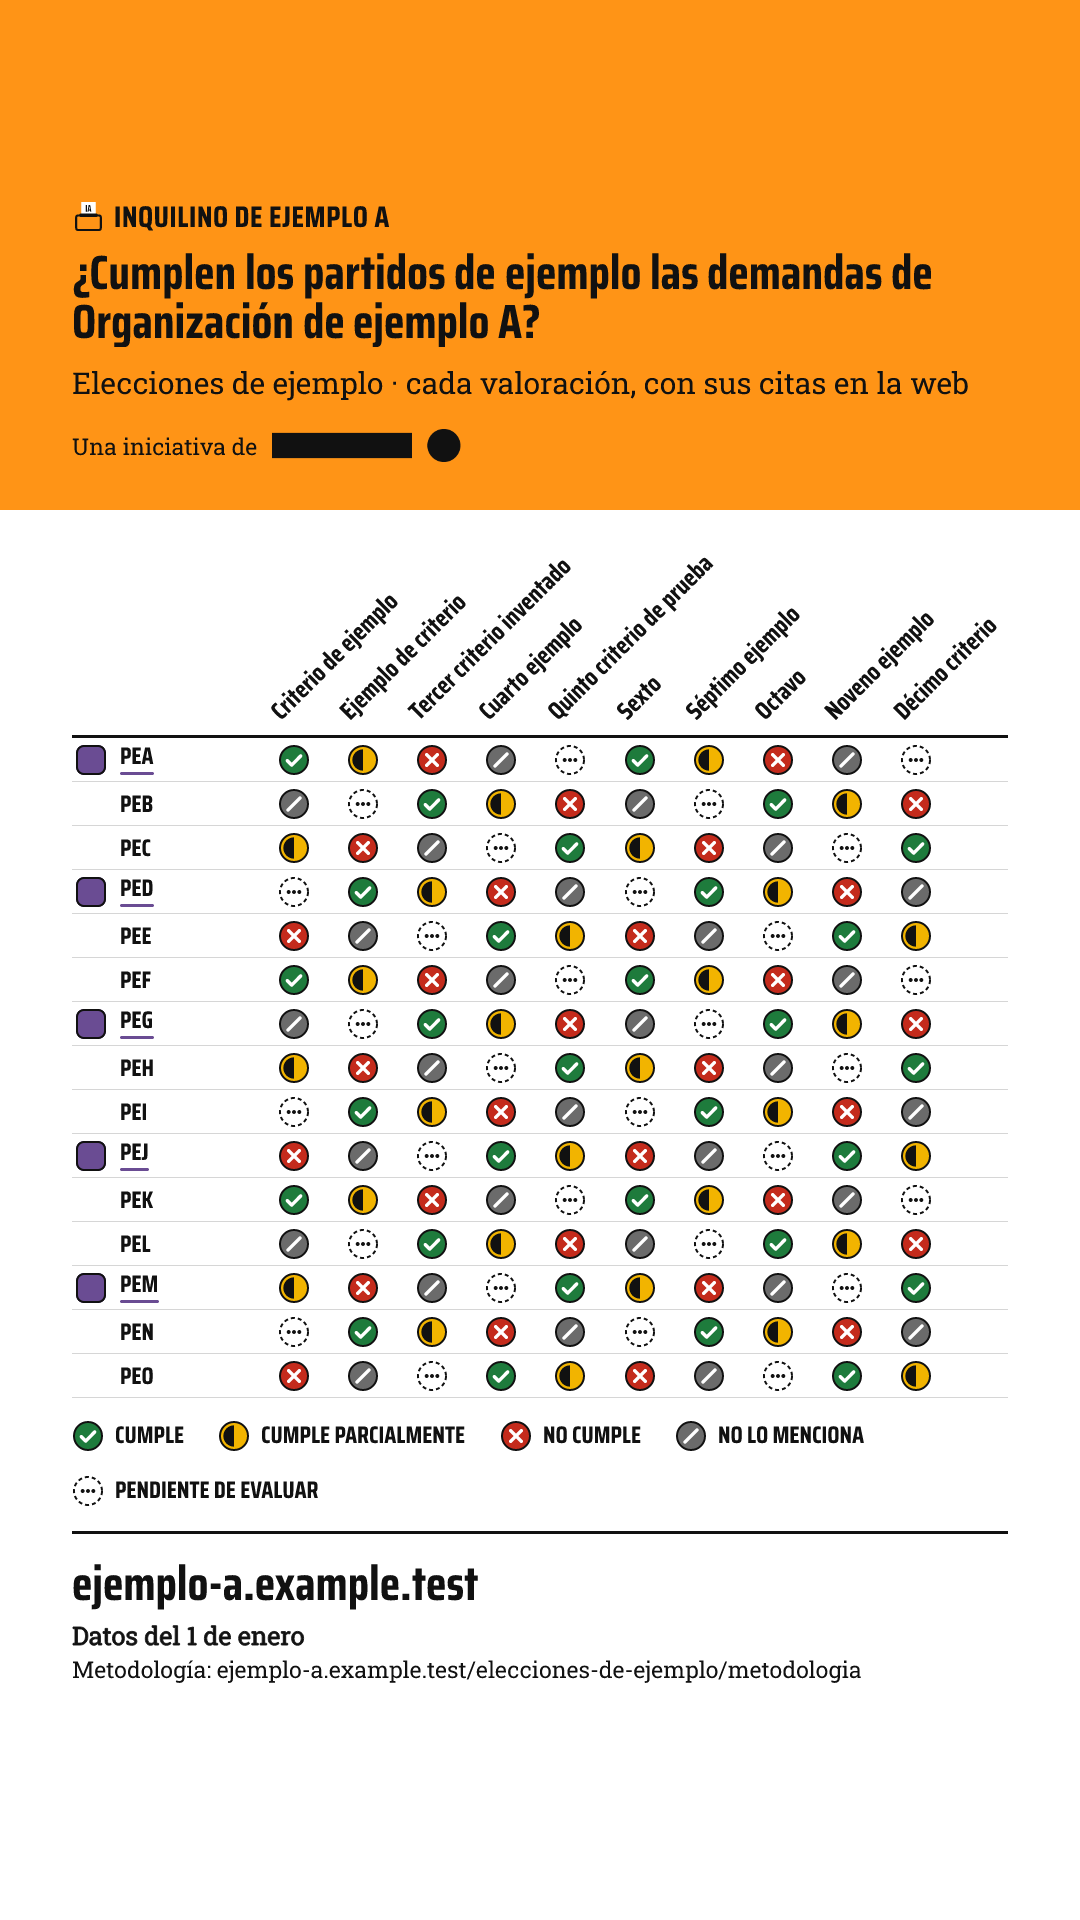 IA
INQUILINO DE EJEMPLO A
¿Cumplen los partidos de ejemplo las demandas de
Organización de ejemplo A?
Elecciones de ejemplo · cada valoración, con sus citas en la web
Una iniciativa de
Criterio de ejemplo
Ejemplo de criterio
Tercer criterio inventado
Cuarto ejemplo
Quinto criterio de prueba
Sexto
Séptimo ejemplo
Octavo
Noveno ejemplo
Décimo criterio
PEA
PEB
PEC
PED
PEE
PEF
PEG
PEH
PEI
PEJ
PEK
PEL
PEM
PEN
PEO
CUMPLE CUMPLE PARCIALMENTE NO CUMPLE NO LO MENCIONA
PENDIENTE DE EVALUAR
ejemplo-a.example.test
Datos del 1 de enero
Metodología: ejemplo-a.example.test/elecciones-de-ejemplo/metodologia